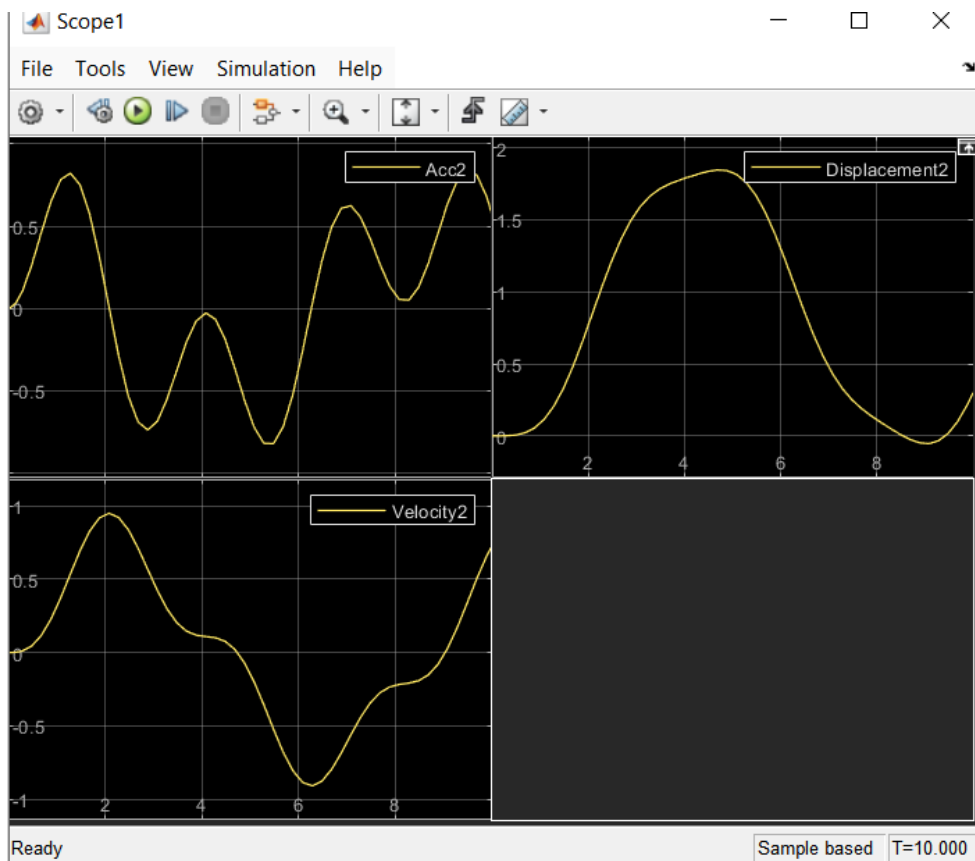 Scope1
File Tools View Simulation Help
Acc2
0.5
0
-0.5
Displacement2
2
1.5
1
0.5
0
2 4 6 8
Velocity2
1
0.5
0
-0.5
-1
2 4 6 8
Ready
Sample based T=10.000